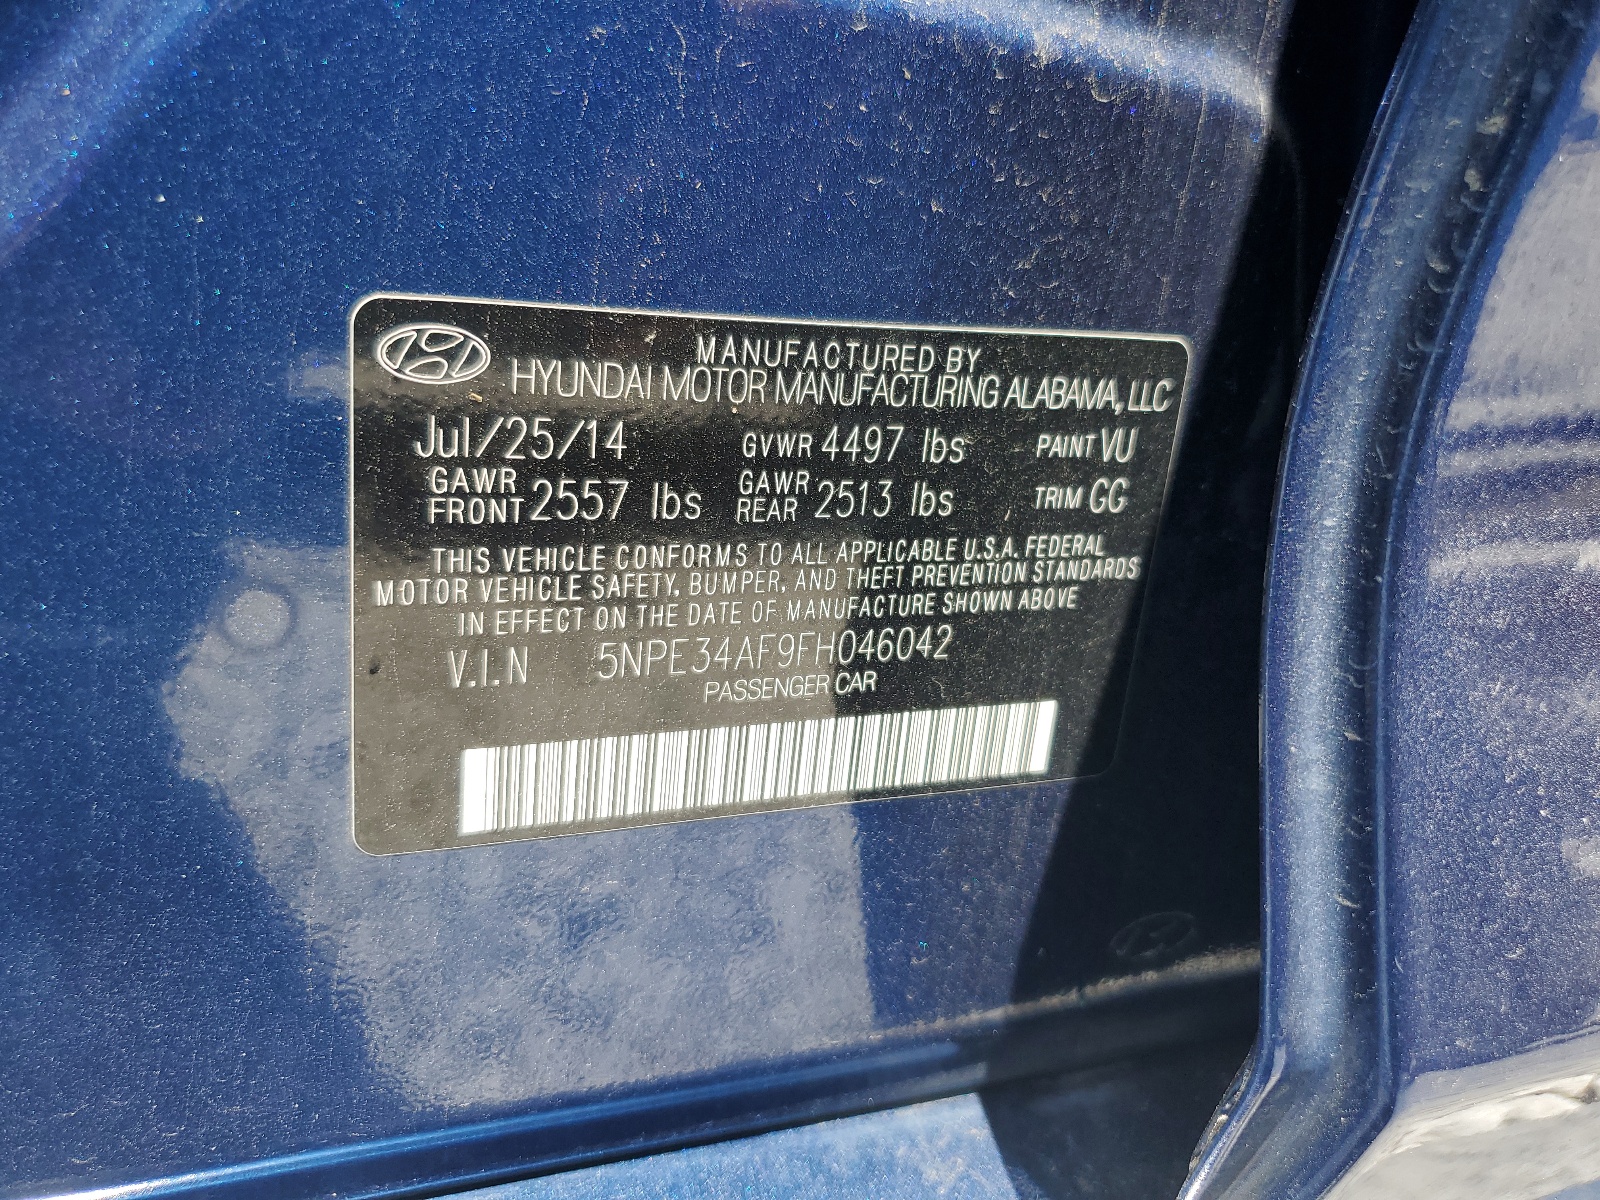 MANUFACTURED BY
HYUNDAI MOTOR MANUFACTURING ALABAMA, LLC
Jul/25/14 GVWR 4497 lbs PAINT VU
GAWR FRONT 2557 lbs GAWR REAR 2513 lbs TRIM GG
THIS VEHICLE CONFORMS TO ALL APPLICABLE U.S.A. FEDERAL
MOTOR VEHICLE SAFETY, BUMPER, AND THEFT PREVENTION STANDARDS
IN EFFECT ON THE DATE OF MANUFACTURE SHOWN ABOVE
V.I.N 5NPE34AF9FH046042
PASSENGER CAR